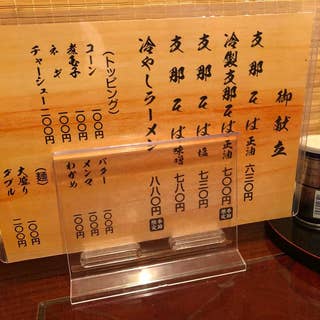 御献立
支那そば 正油 六三〇円
冷製支那そば 正油 七〇〇円
支那そば 塩 七三〇円
支那そば 味噌 七八〇円
冷やしラーメン 八八〇円
(トッピング)
コーン 一〇〇円
煮玉子 一〇〇円
ネギ 一〇〇円
チャーシュー 二〇〇円
バター 一〇〇円
メンマ 一〇〇円
わかめ 一〇〇円
(麺)
大盛り 一〇〇円
ダブル 二〇〇円